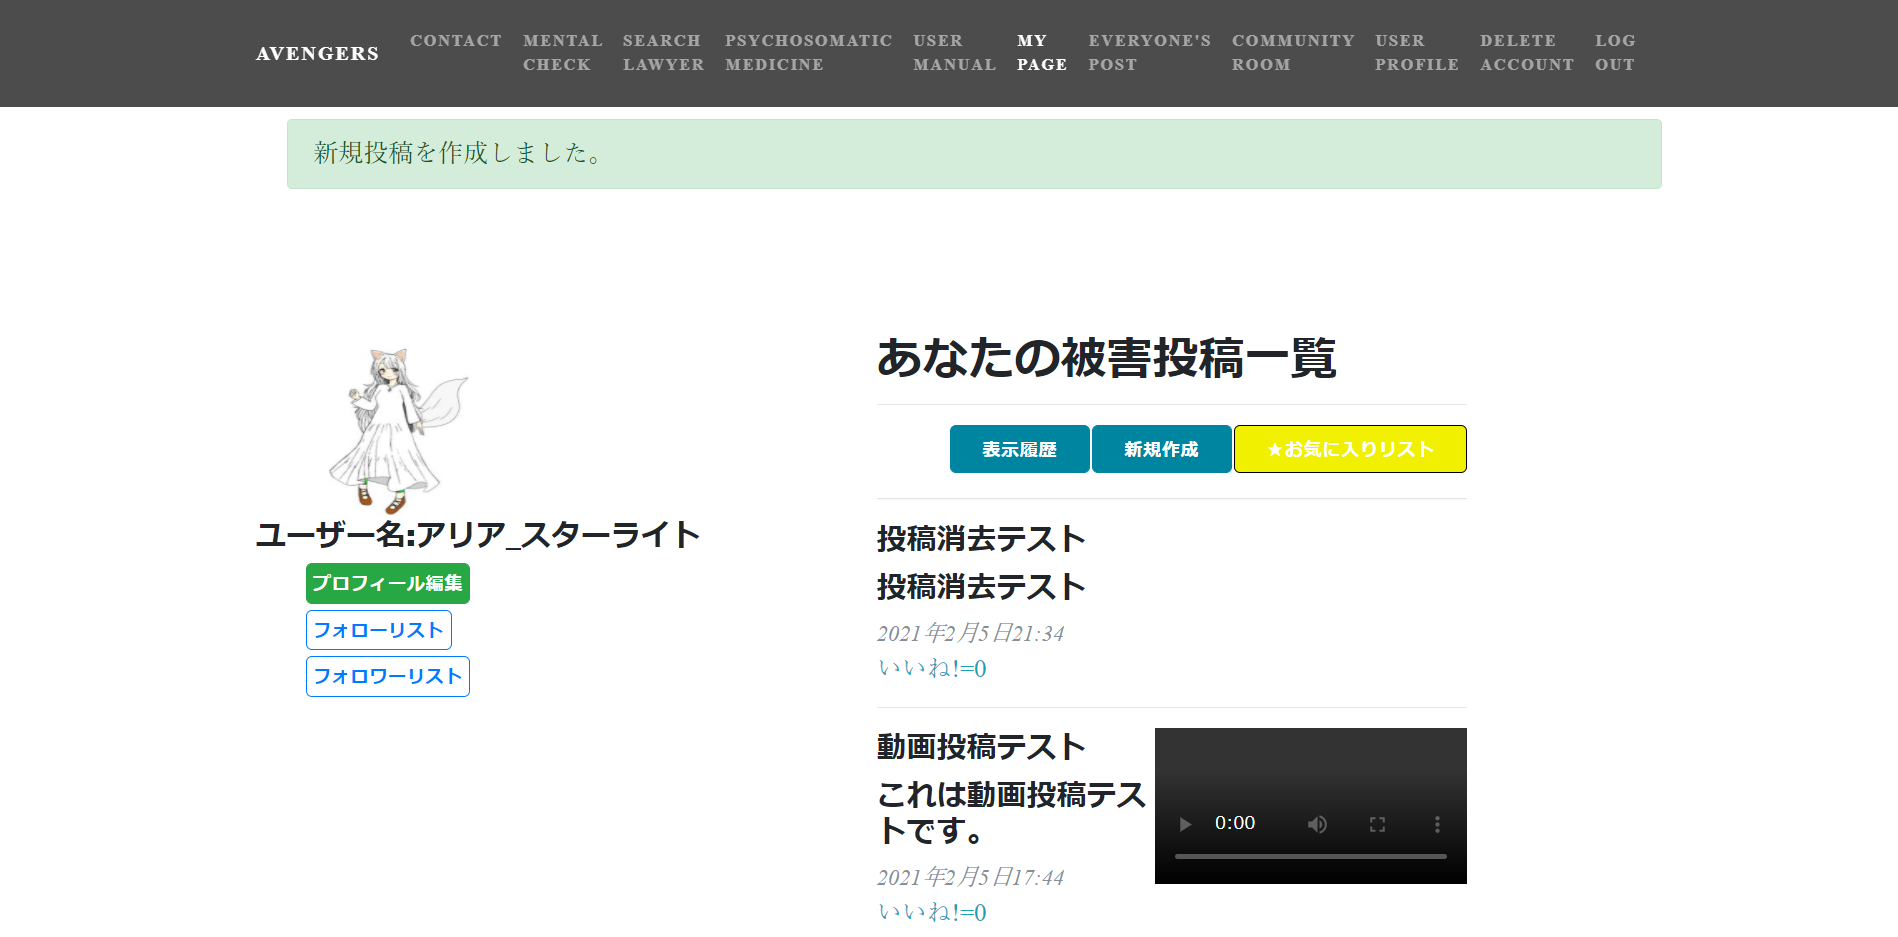 AVENGERS
CONTACT
MENTAL CHECK
SEARCH LAWYER
PSYCHOSOMATIC MEDICINE
USER MANUAL
MY PAGE
EVERYONE'S POST
COMMUNITY ROOM
USER PROFILE
DELETE ACCOUNT
LOG OUT
新規投稿を作成しました。
ユーザー名:アリア_スターライト
プロフィール編集
フォローリスト
フォロワーリスト
あなたの被害投稿一覧
表示履歴 新規作成 ★お気に入りリスト
投稿消去テスト
投稿消去テスト
2021年2月5日21:34
いいね!=0
動画投稿テスト
これは動画投稿テス
トです。
2021年2月5日17:44
いいね!=0
0:00